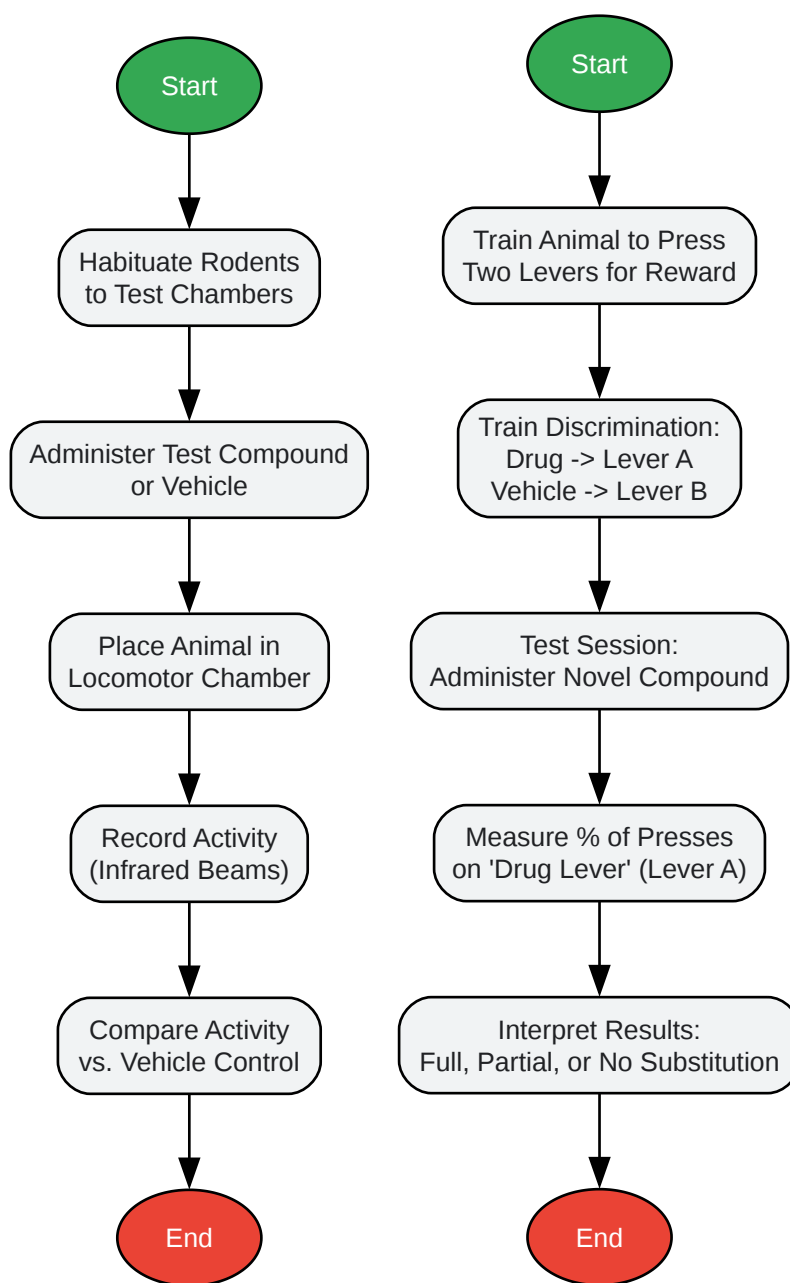 Start
Habituate Rodents
to Test Chambers
Administer Test Compound
or Vehicle
Place Animal in
Locomotor Chamber
Record Activity
(Infrared Beams)
Compare Activity
vs. Vehicle Control
End
Start
Train Animal to Press
Two Levers for Reward
Train Discrimination:
Drug -> Lever A
Vehicle -> Lever B
Test Session:
Administer Novel Compound
Measure % of Presses
on 'Drug Lever' (Lever A)
Interpret Results:
Full, Partial, or No Substitution
End